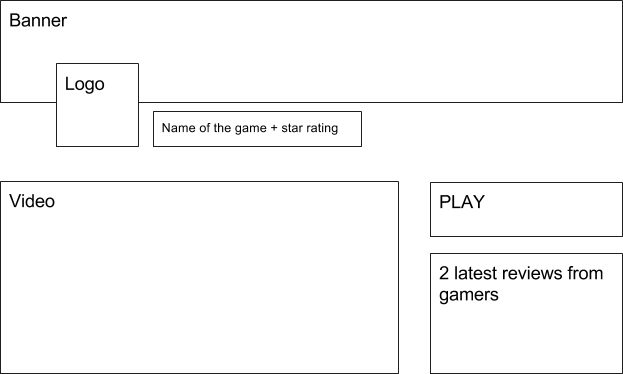 Banner
Logo
Name of the game + star rating
Video
PLAY
2 latest reviews from
gamers